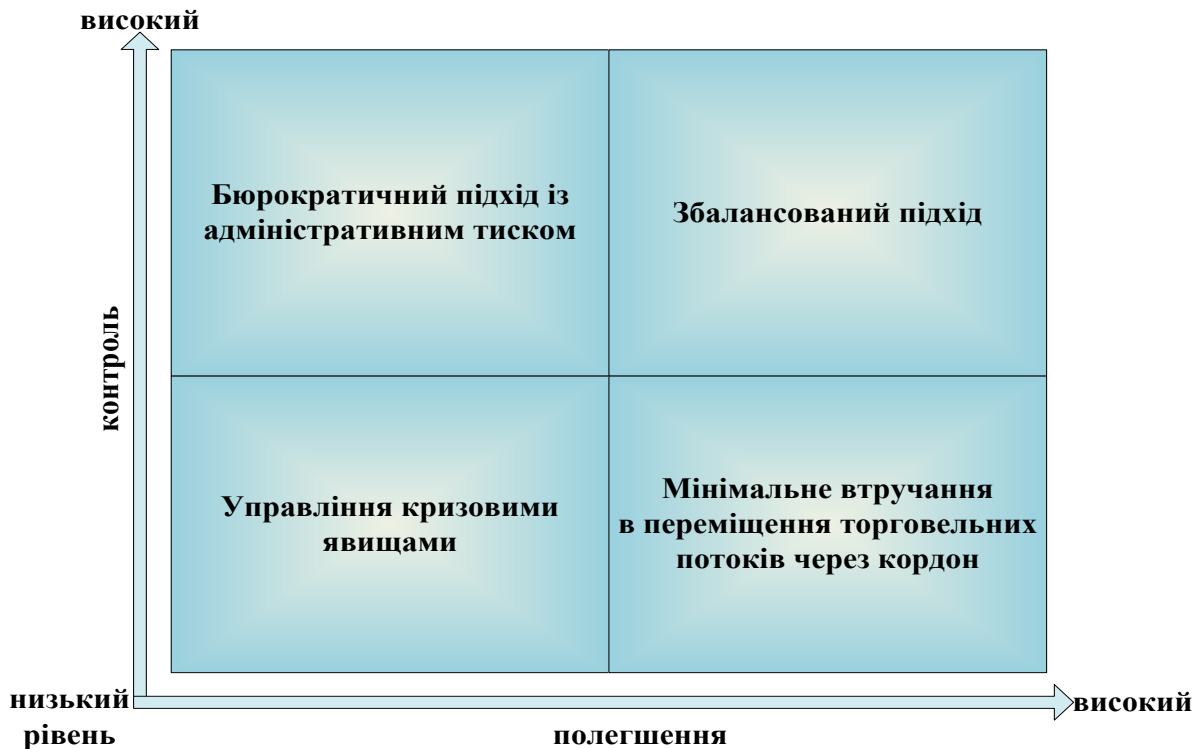 високий
Бюрократичний підхід із
адміністративним тиском
Збалансований підхід
контроль
Управління кризовими
явищами
Мінімальне втручання
в переміщення торговельних
потоків через кордон
низький
рівень
полегшення
високий